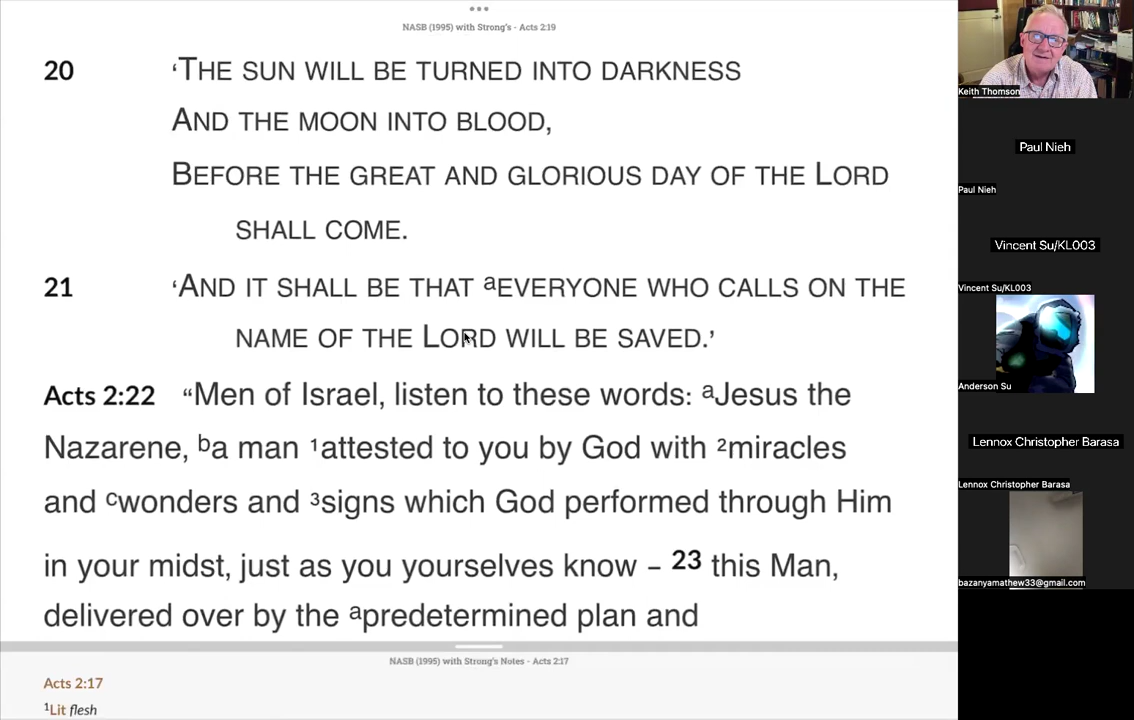 NASB (1995) with Strong's - Acts 2:19
20 ‘THE SUN WILL BE TURNED INTO DARKNESS
AND THE MOON INTO BLOOD,
BEFORE THE GREAT AND GLORIOUS DAY OF THE LORD
SHALL COME.
21 ‘AND IT SHALL BE THAT aEVERYONE WHO CALLS ON THE
NAME OF THE LORD WILL BE SAVED.’
Acts 2:22 “Men of Israel, listen to these words: aJesus the
Nazarene, ba man 1attested to you by God with 2miracles
and cwonders and 3signs which God performed through Him
in your midst, just as you yourselves know – 23 this Man,
delivered over by the apredetermined plan and
NASB (1995) with Strong's Notes - Acts 2:17
Acts 2:17
1Lit flesh
Keith Thomson
Paul Nieh
Paul Nieh
Vincent Su/KL003
Vincent Su/KL003
Anderson Su
Lennox Christopher Barasa
Lennox Christopher Barasa
bazanyamathew33@gmail.com